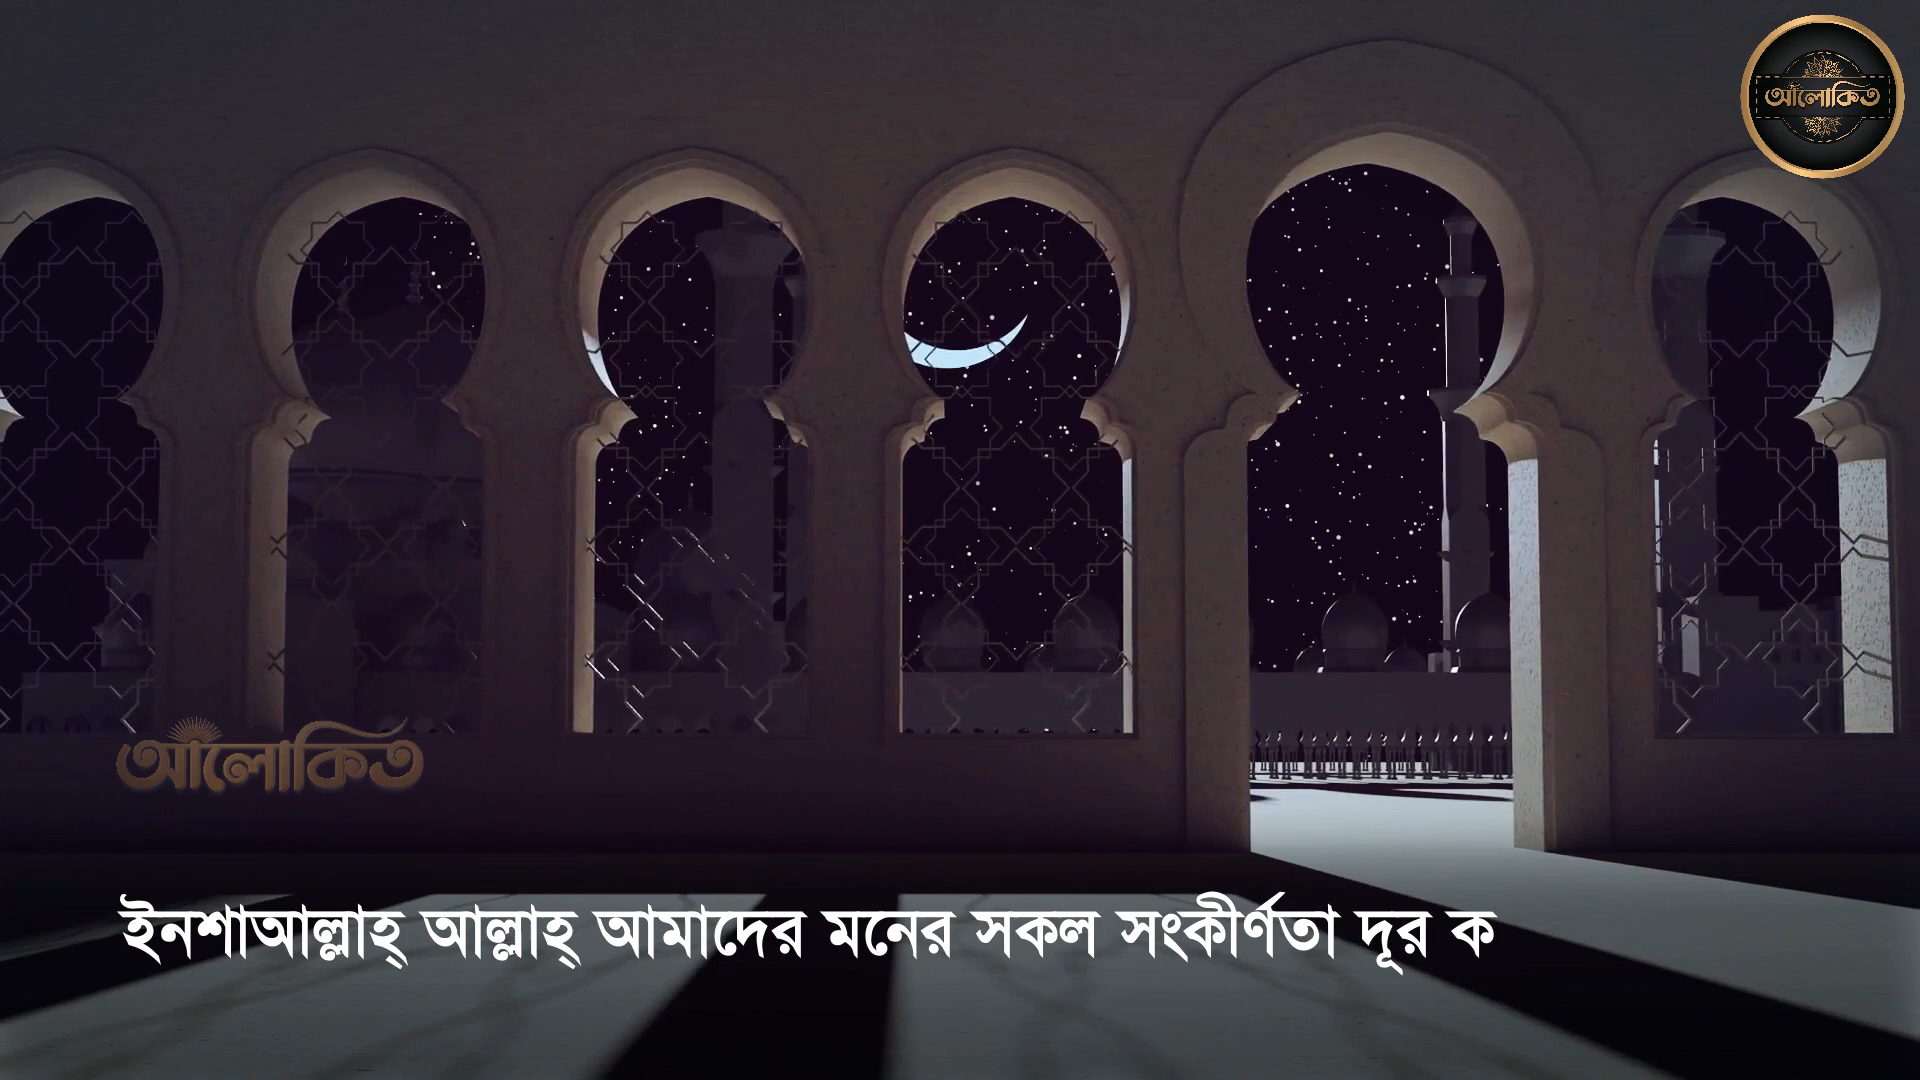 আলোকিত
আলোকিত
ইনশাআল্লাহ্ আল্লাহ্ আমাদের মনের সকল সংকীর্ণতা দূর ক